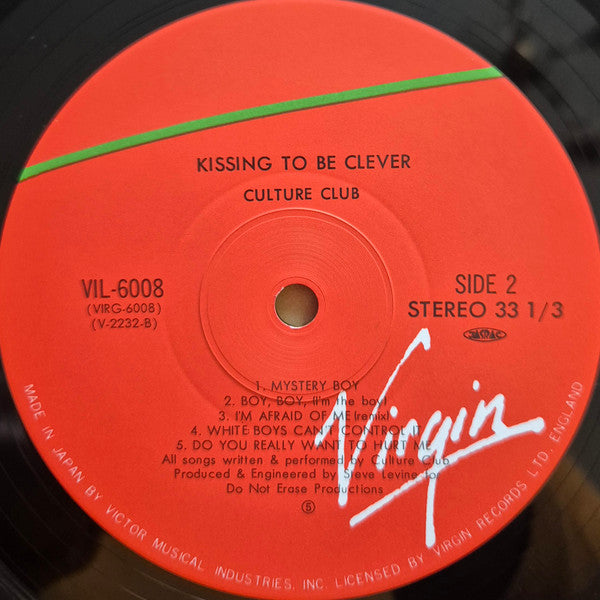 KISSING TO BE CLEVER
CULTURE CLUB
VIL-6008
(VIRG-6008)
(V-2232-B)
SIDE 2
STEREO 33 1/3
JASRAC
1. MYSTERY BOY
2. BOY, BOY, (I'm the boy)
3. I'M AFRAID OF ME (remix)
4. WHITE BOYS CAN'T CONTROL IT
5. DO YOU REALLY WANT TO HURT ME
All songs written & performed by Culture Club
Produced & Engineered by Steve Levine for
Do Not Erase Productions
Virgin
⑤
MADE IN JAPAN BY VICTOR MUSICAL INDUSTRIES, INC. LICENSED BY VIRGIN RECORDS LTD. ENGLAND